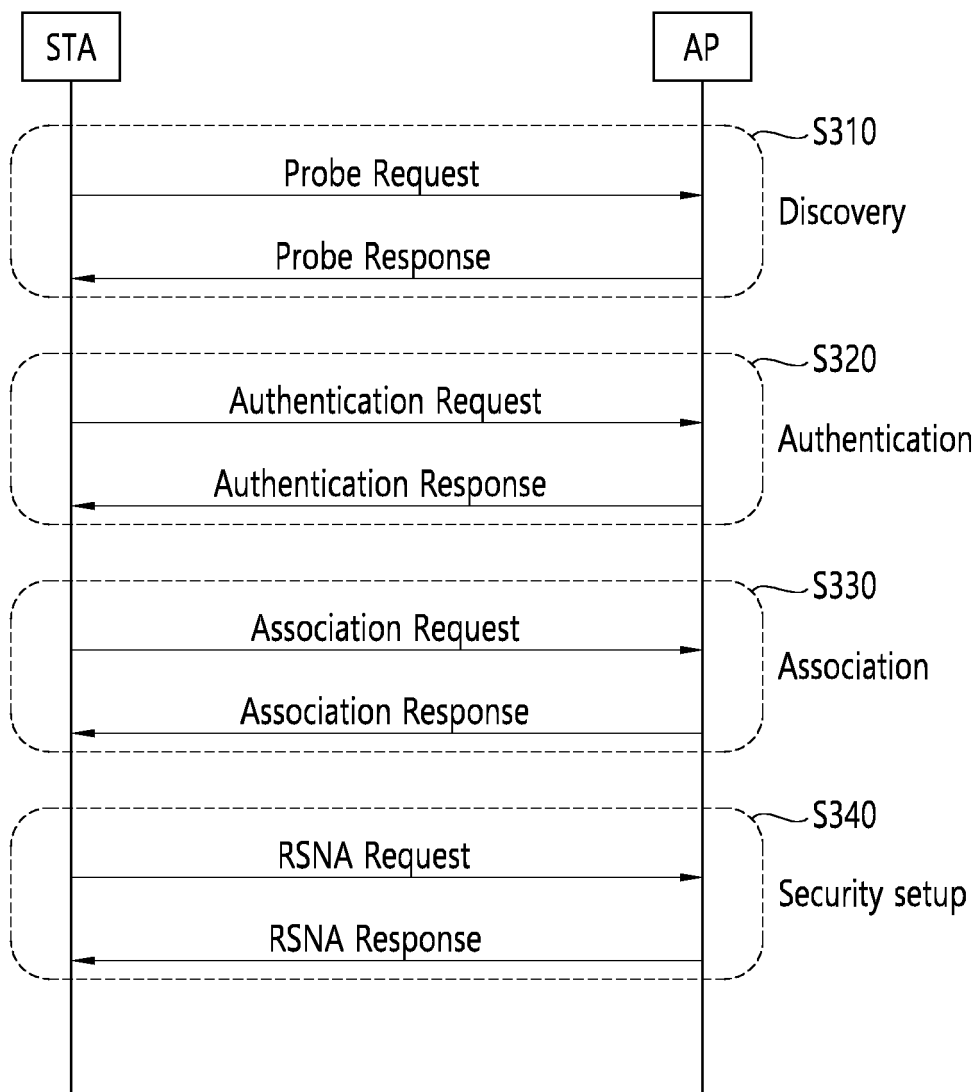 STA
AP
S310
Probe Request
Discovery
Probe Response
S320
Authentication Request
Authentication
Authentication Response
S330
Association Request
Association
Association Response
S340
RSNA Request
Security setup
RSNA Response